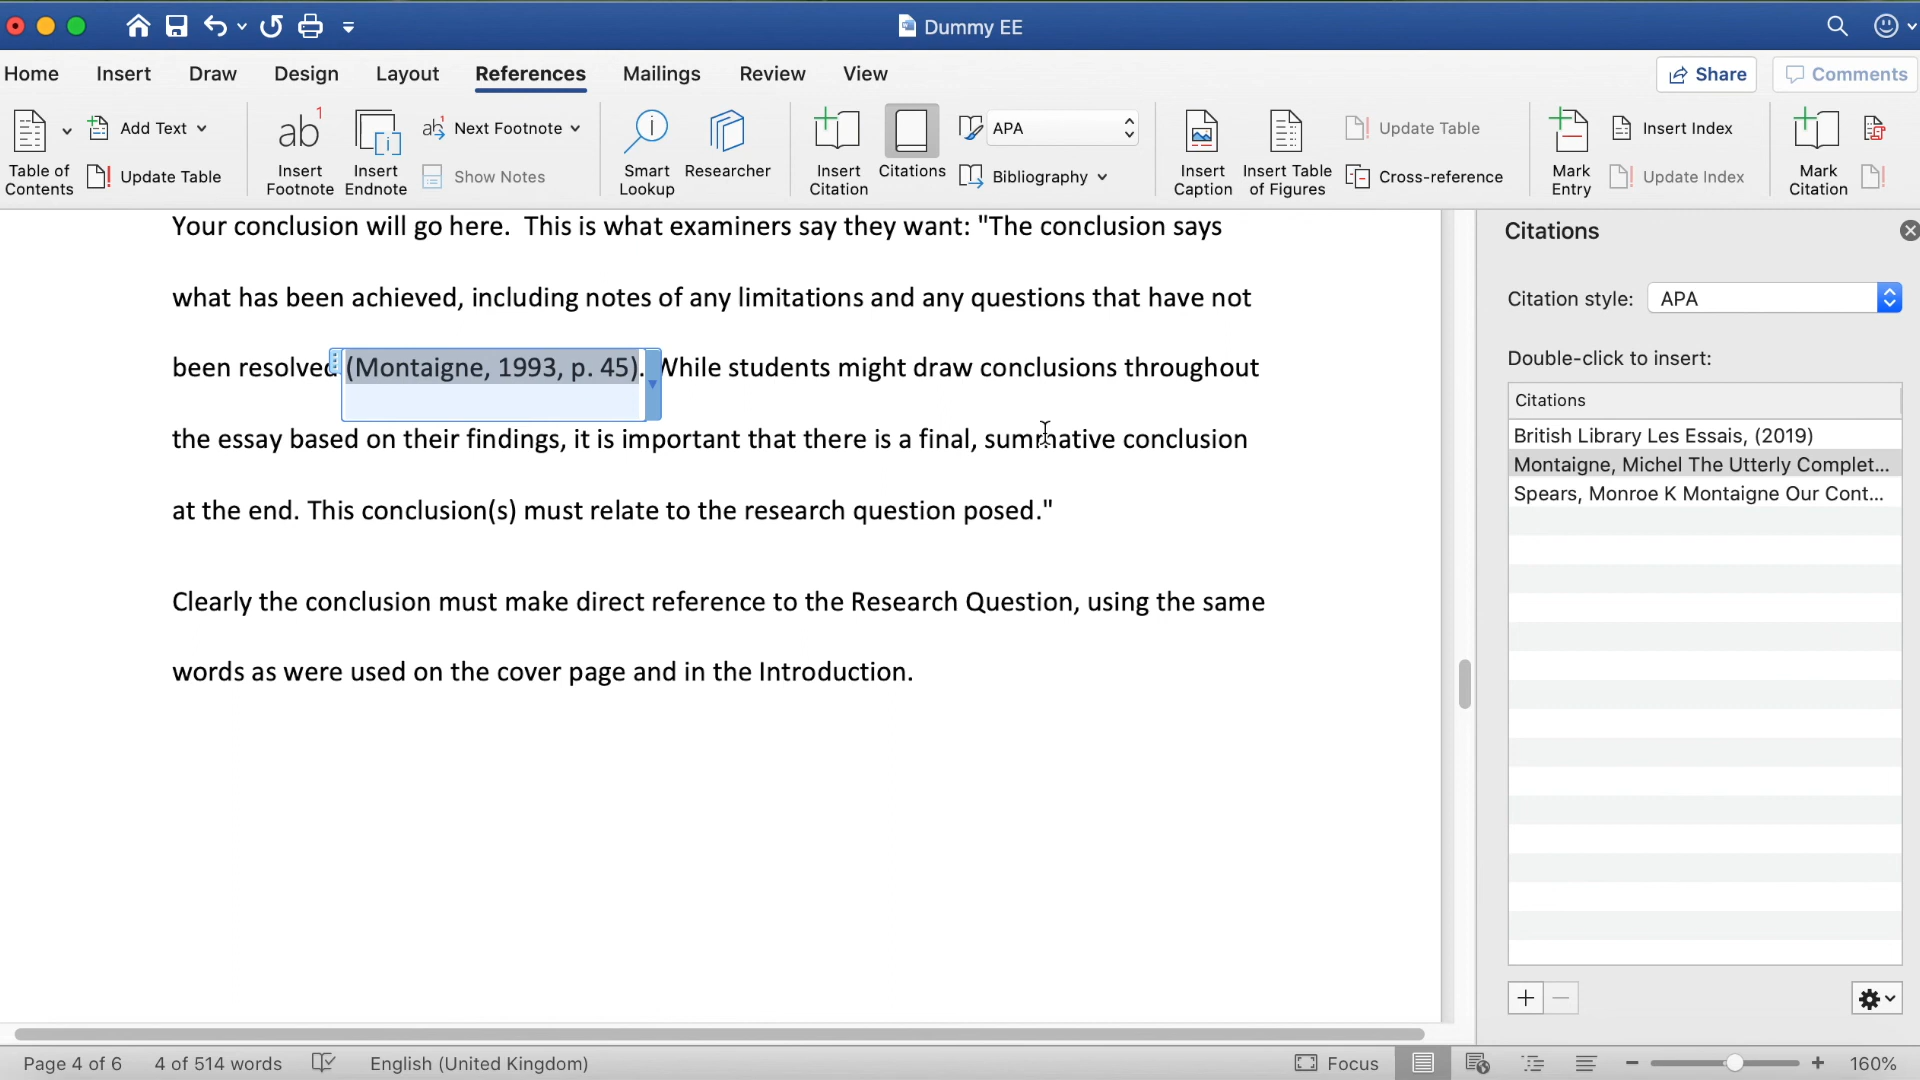 Dummy EE
Home Insert Draw Design Layout References Mailings Review View Share Comments
Table of Contents
Add Text
Update Table
ab1
Insert Footnote
Insert Endnote
ab Next Footnote
Show Notes
Smart Lookup
Researcher
Insert Citation
Citations
APA
Bibliography
Insert Caption
Insert Table of Figures
Update Table
Cross-reference
Mark Entry
Insert Index
Update Index
Mark Citation
Your conclusion will go here.  This is what examiners say they want: "The conclusion says
what has been achieved, including notes of any limitations and any questions that have not
been resolved (Montaigne, 1993, p. 45). While students might draw conclusions throughout
the essay based on their findings, it is important that there is a final, summative conclusion
at the end. This conclusion(s) must relate to the research question posed."
Clearly the conclusion must make direct reference to the Research Question, using the same
words as were used on the cover page and in the Introduction.
Citations
Citation style: APA
Double-click to insert:
Citations
British Library Les Essais, (2019)
Montaigne, Michel The Utterly Complet...
Spears, Monroe K Montaigne Our Cont...
Page 4 of 6 4 of 514 words English (United Kingdom) Focus 160%